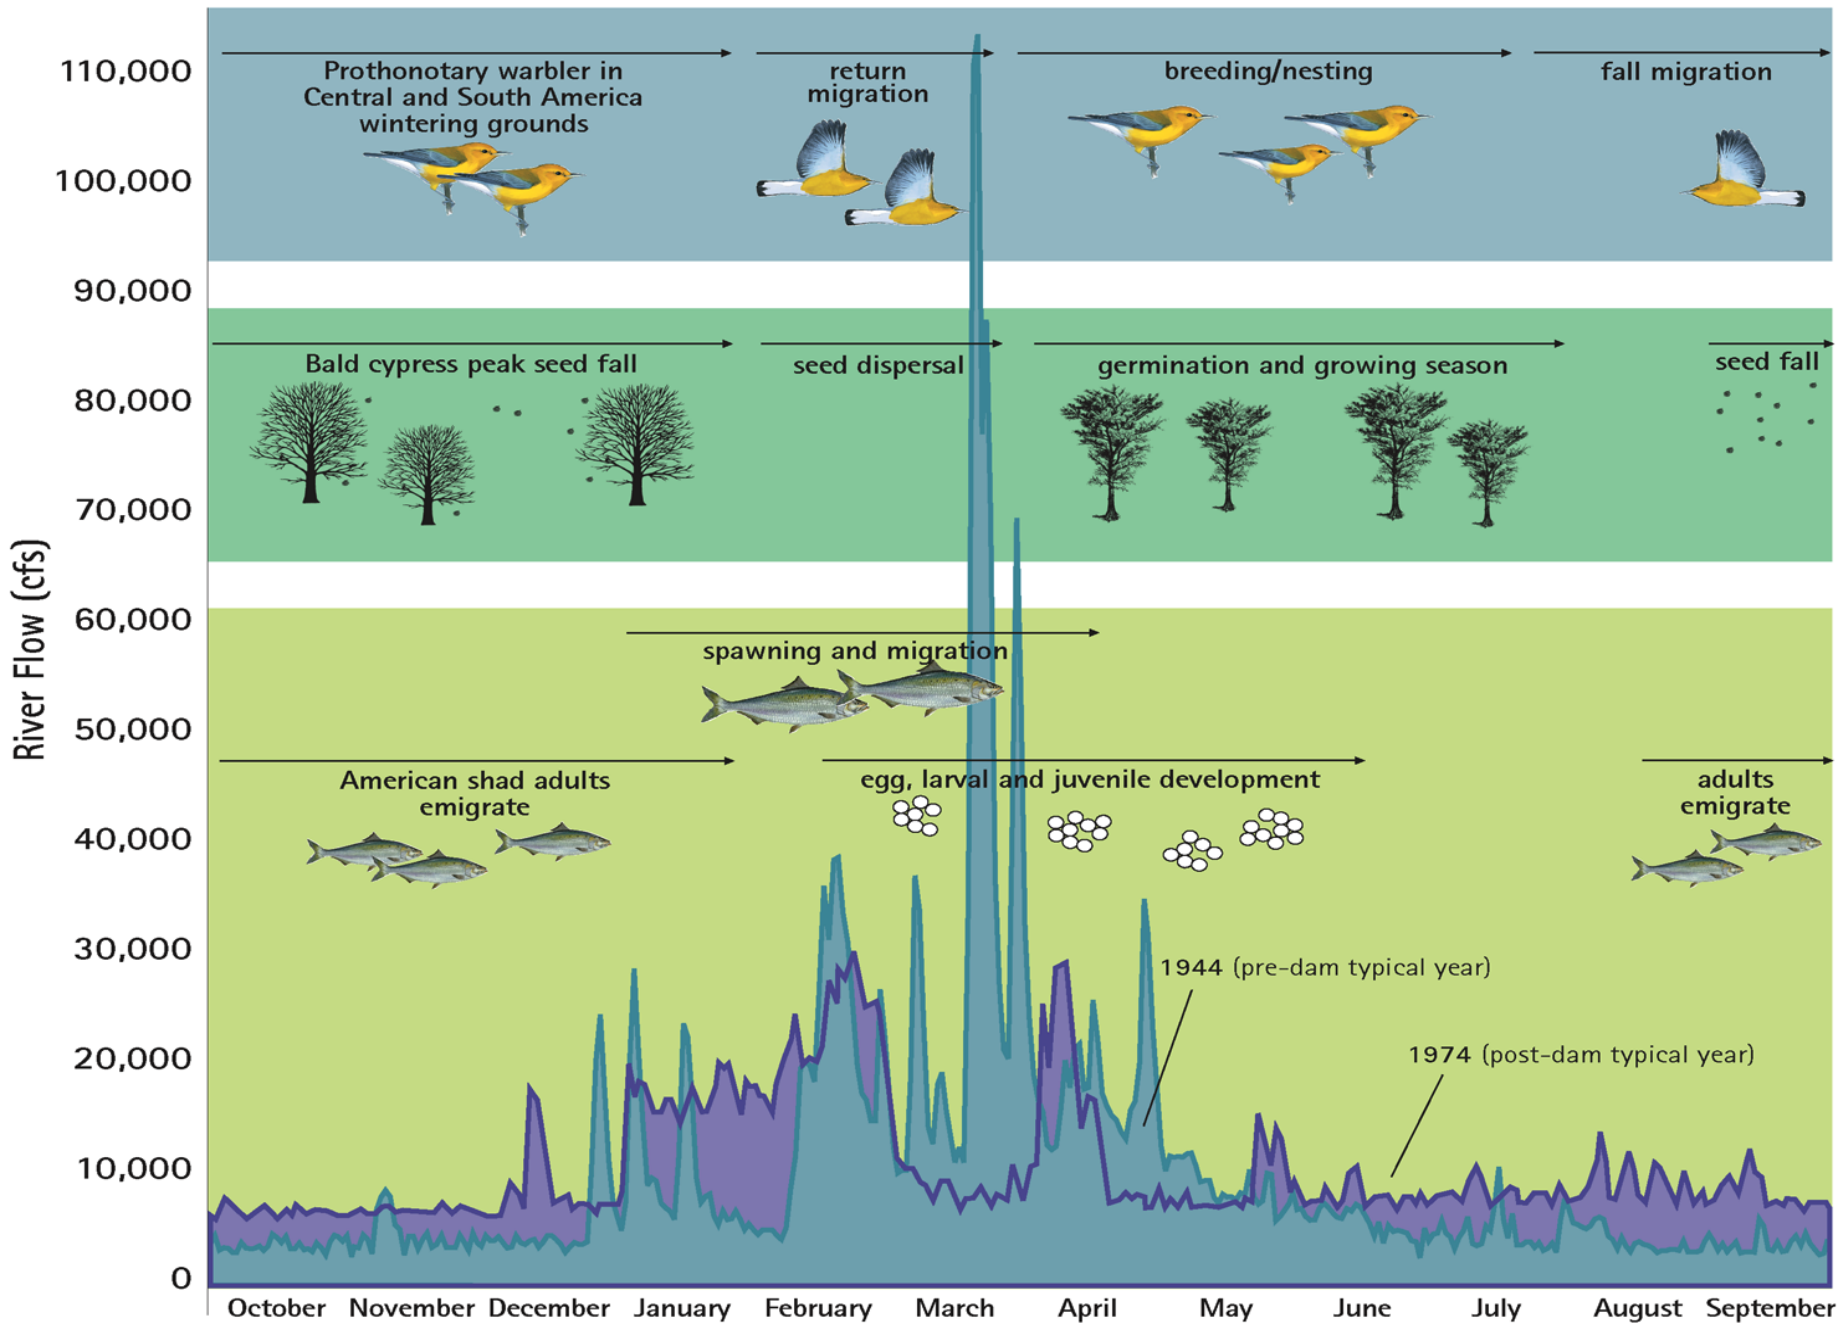 110,000
100,000
90,000
80,000
70,000
60,000
50,000
40,000
30,000
20,000
10,000
0
River Flow (cfs)
Prothonotary warbler in
Central and South America
wintering grounds
return
migration
breeding/nesting
fall migration
Bald cypress peak seed fall
seed dispersal
germination and growing season
seed fall
spawning and migration
American shad adults
emigrate
egg, larval and juvenile development
adults
emigrate
1944 (pre-dam typical year)
1974 (post-dam typical year)
October November December January February March April May June July August September